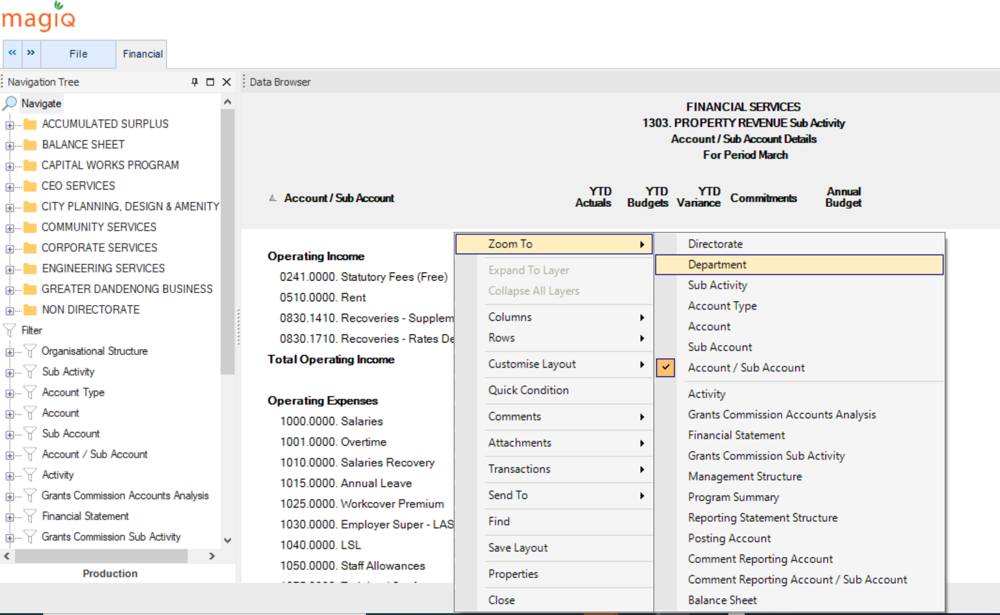 magiQ
« » File Financial
Navigation Tree
Navigate
ACCUMULATED SURPLUS
BALANCE SHEET
CAPITAL WORKS PROGRAM
CEO SERVICES
CITY PLANNING, DESIGN & AMENITY
COMMUNITY SERVICES
CORPORATE SERVICES
ENGINEERING SERVICES
GREATER DANDENONG BUSINESS
NON DIRECTORATE
Filter
Organisational Structure
Sub Activity
Account Type
Account
Sub Account
Account / Sub Account
Activity
Grants Commission Accounts Analysis
Financial Statement
Grants Commission Sub Activity
Production
Data Browser
FINANCIAL SERVICES
1303. PROPERTY REVENUE Sub Activity
Account / Sub Account Details
For Period March
Account / Sub Account
YTD Actuals
YTD Budgets
YTD Variance
Commitments
Annual Budget
Operating Income
0241.0000. Statutory Fees (Free)
0510.0000. Rent
0830.1410. Recoveries - Supplem
0830.1710. Recoveries - Rates De
Total Operating Income
Operating Expenses
1000.0000. Salaries
1001.0000. Overtime
1010.0000. Salaries Recovery
1015.0000. Annual Leave
1025.0000. Workcover Premium
1030.0000. Employer Super - LAS
1040.0000. LSL
1050.0000. Staff Allowances
Zoom To
Expand To Layer
Collapse All Layers
Columns
Rows
Customise Layout
Quick Condition
Comments
Attachments
Transactions
Send To
Find
Save Layout
Properties
Close
Directorate
Department
Sub Activity
Account Type
Account
Sub Account
Account / Sub Account
Activity
Grants Commission Accounts Analysis
Financial Statement
Grants Commission Sub Activity
Management Structure
Program Summary
Reporting Statement Structure
Posting Account
Comment Reporting Account
Comment Reporting Account / Sub Account
Balance Sheet